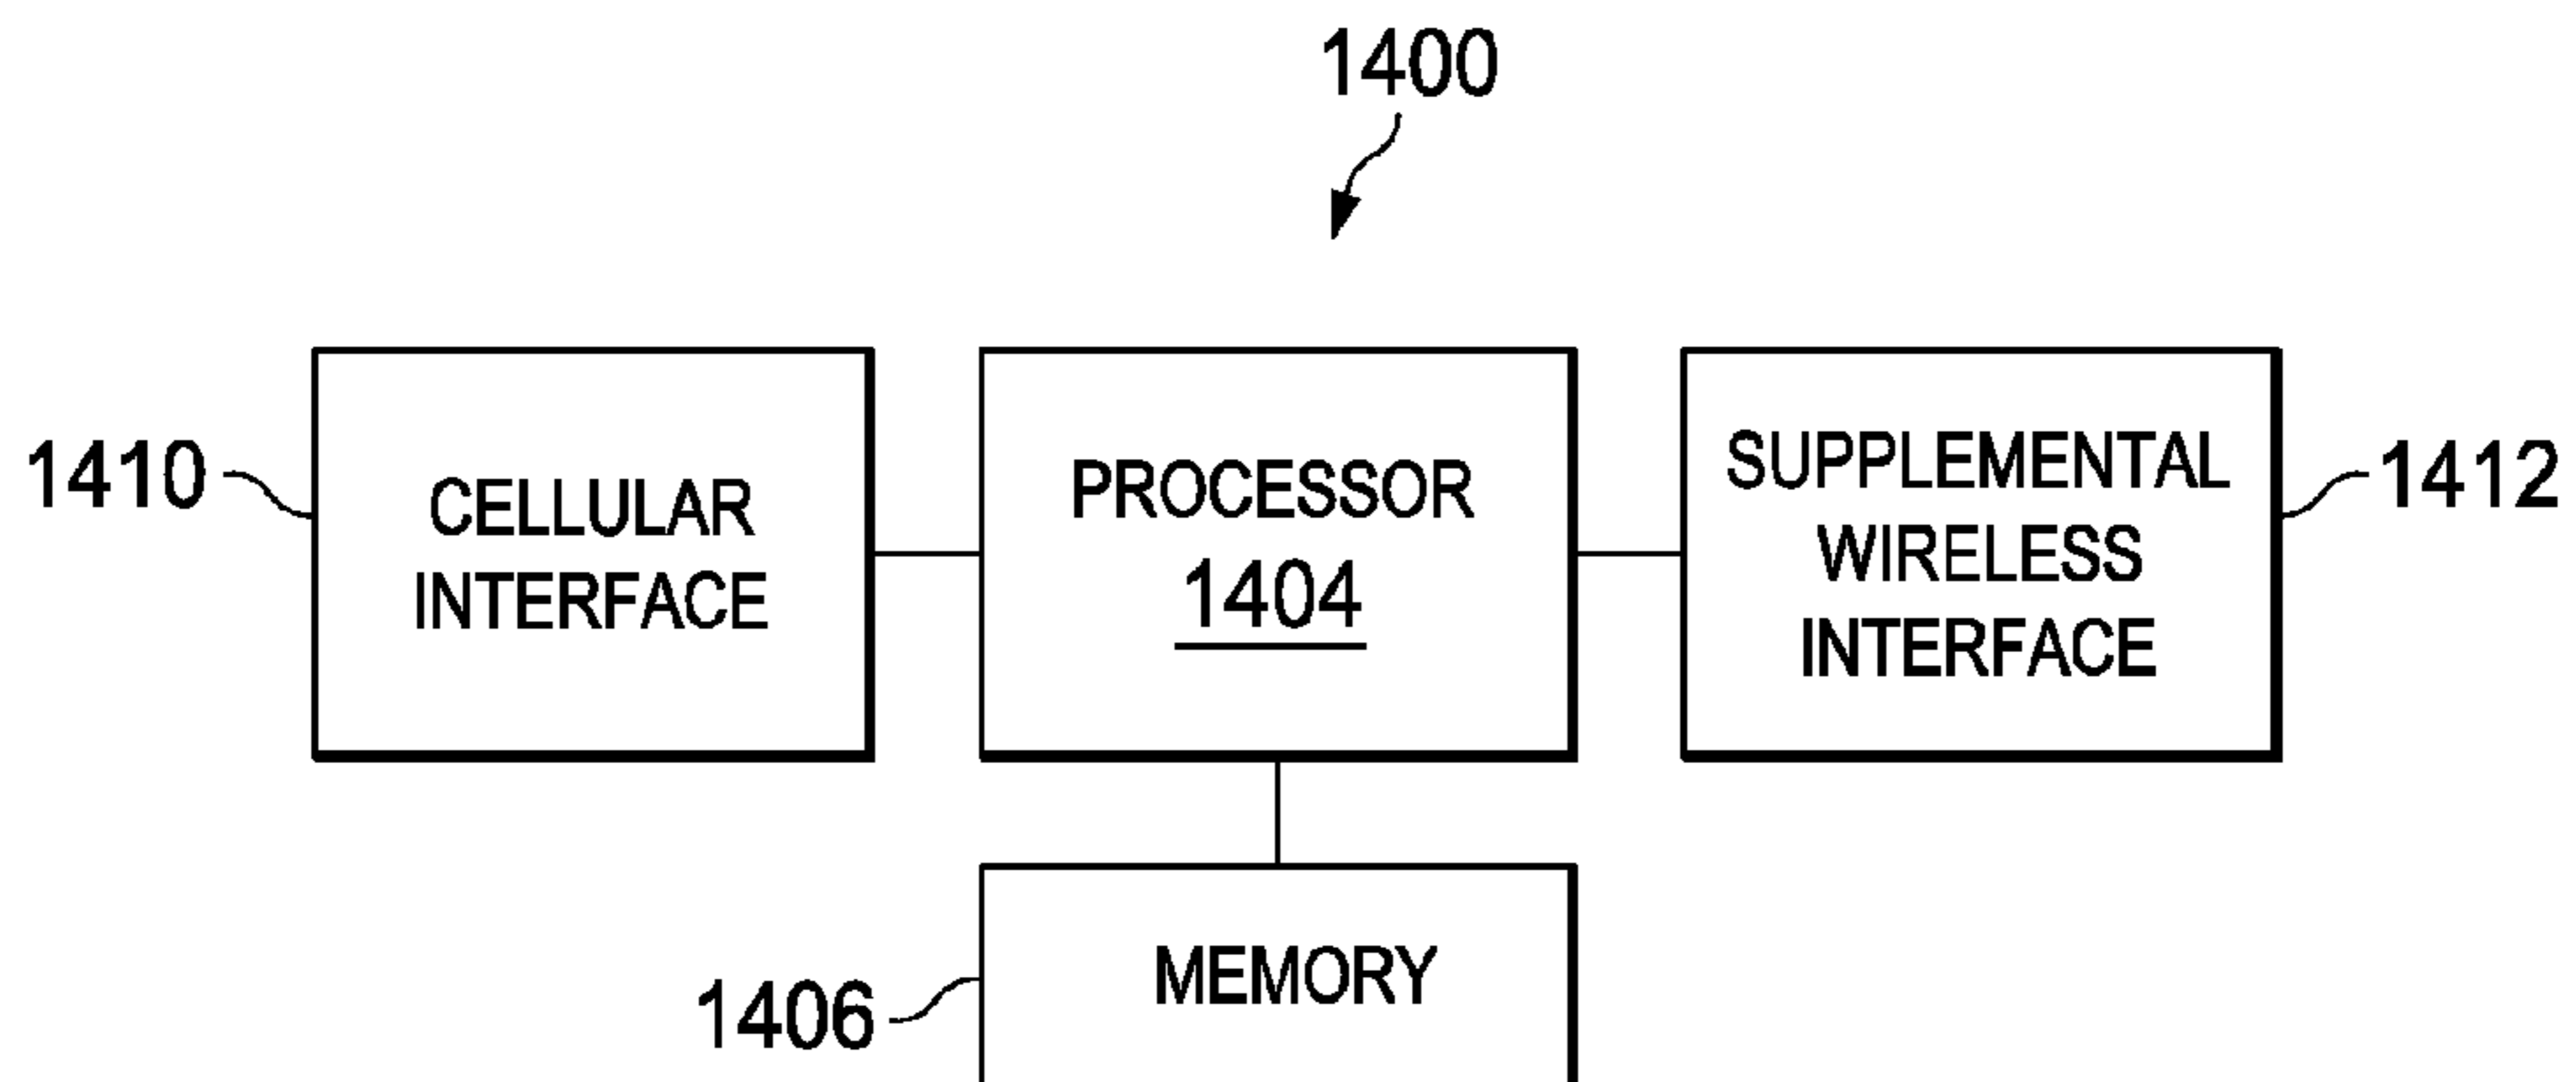 1400
1410
CELLULAR
INTERFACE
PROCESSOR
1404
SUPPLEMENTAL
WIRELESS
INTERFACE
1412
1406
MEMORY